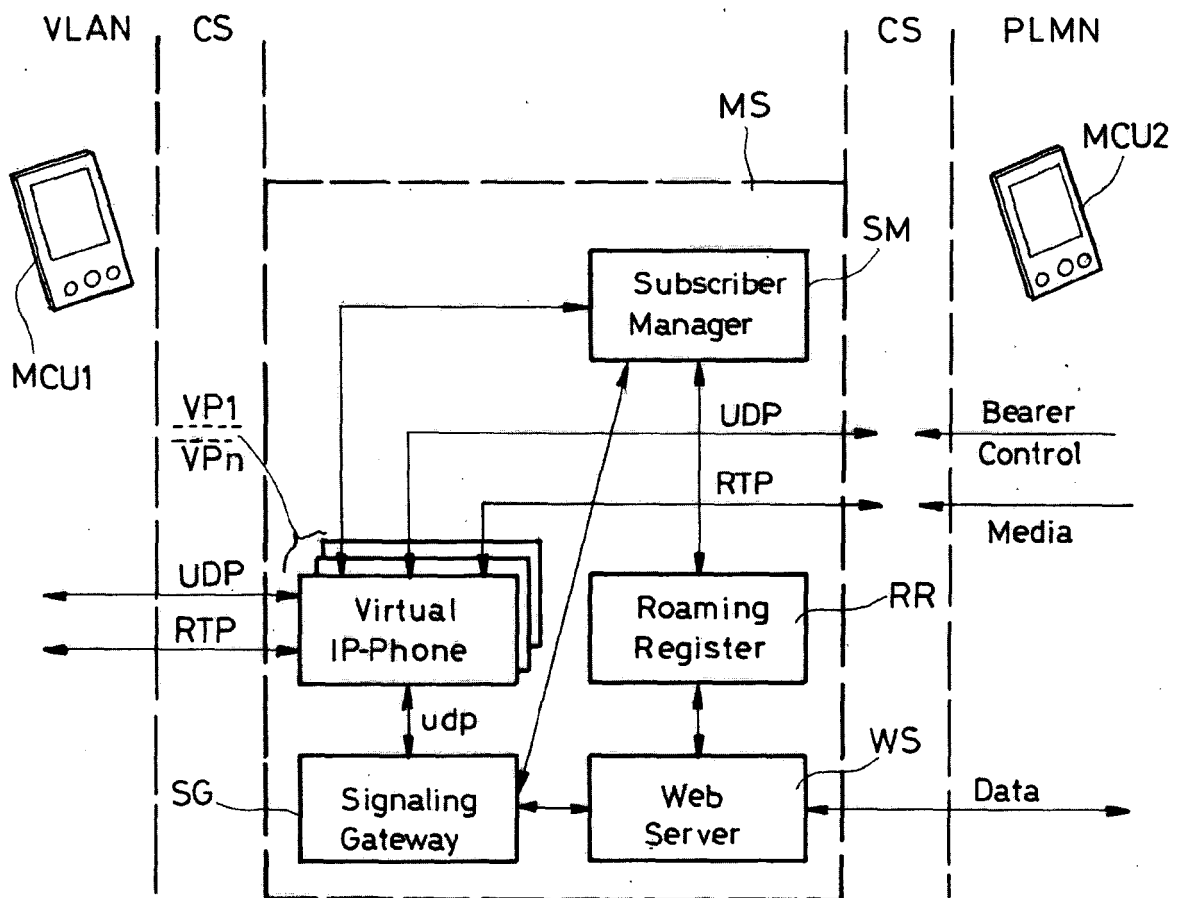 VLAN
CS
CS
PLMN
MS
MCU2
SM
Subscriber
Manager
MCU1
VP1
VPn
UDP
Bearer
Control
RTP
Media
UDP
RTP
Virtual
IP-Phone
Roaming
Register
RR
udp
WS
SG
Signaling
Gateway
Web
Server
Data